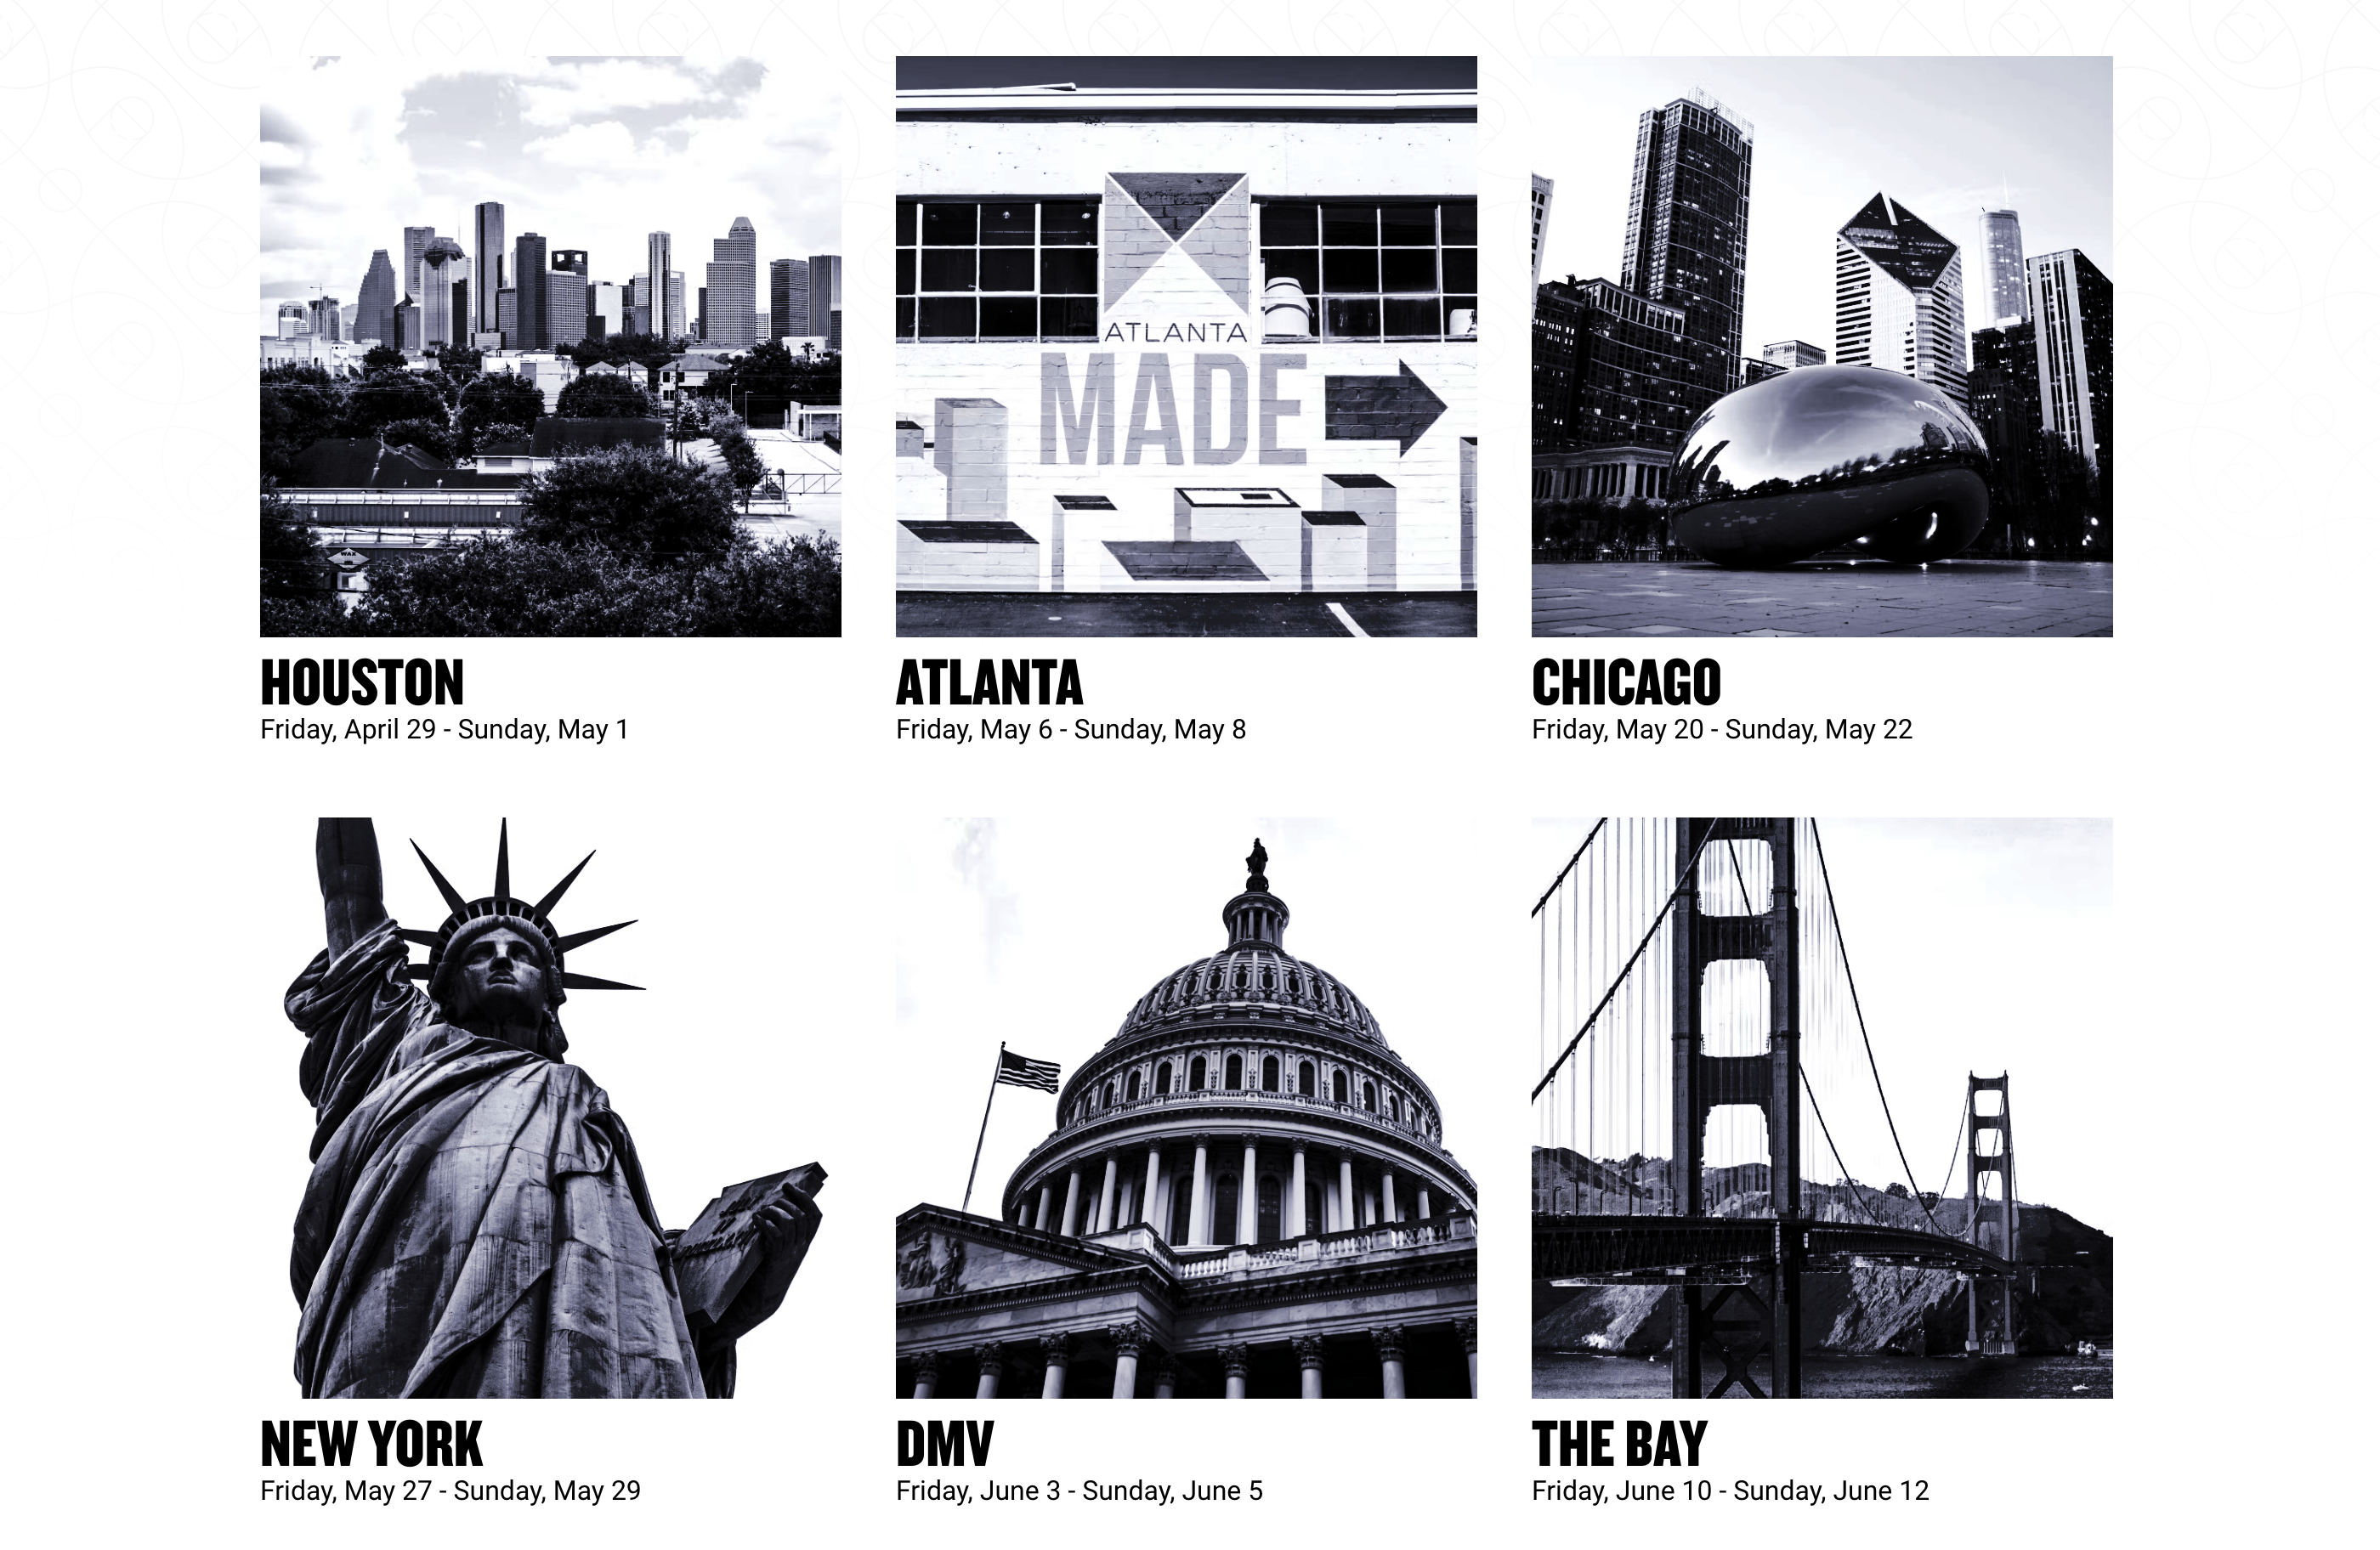 WAX
ATLANTA
MADE
HOUSTON
Friday, April 29 - Sunday, May 1
ATLANTA
Friday, May 6 - Sunday, May 8
CHICAGO
Friday, May 20 - Sunday, May 22
NEW YORK
Friday, May 27 - Sunday, May 29
DMV
Friday, June 3 - Sunday, June 5
THE BAY
Friday, June 10 - Sunday, June 12